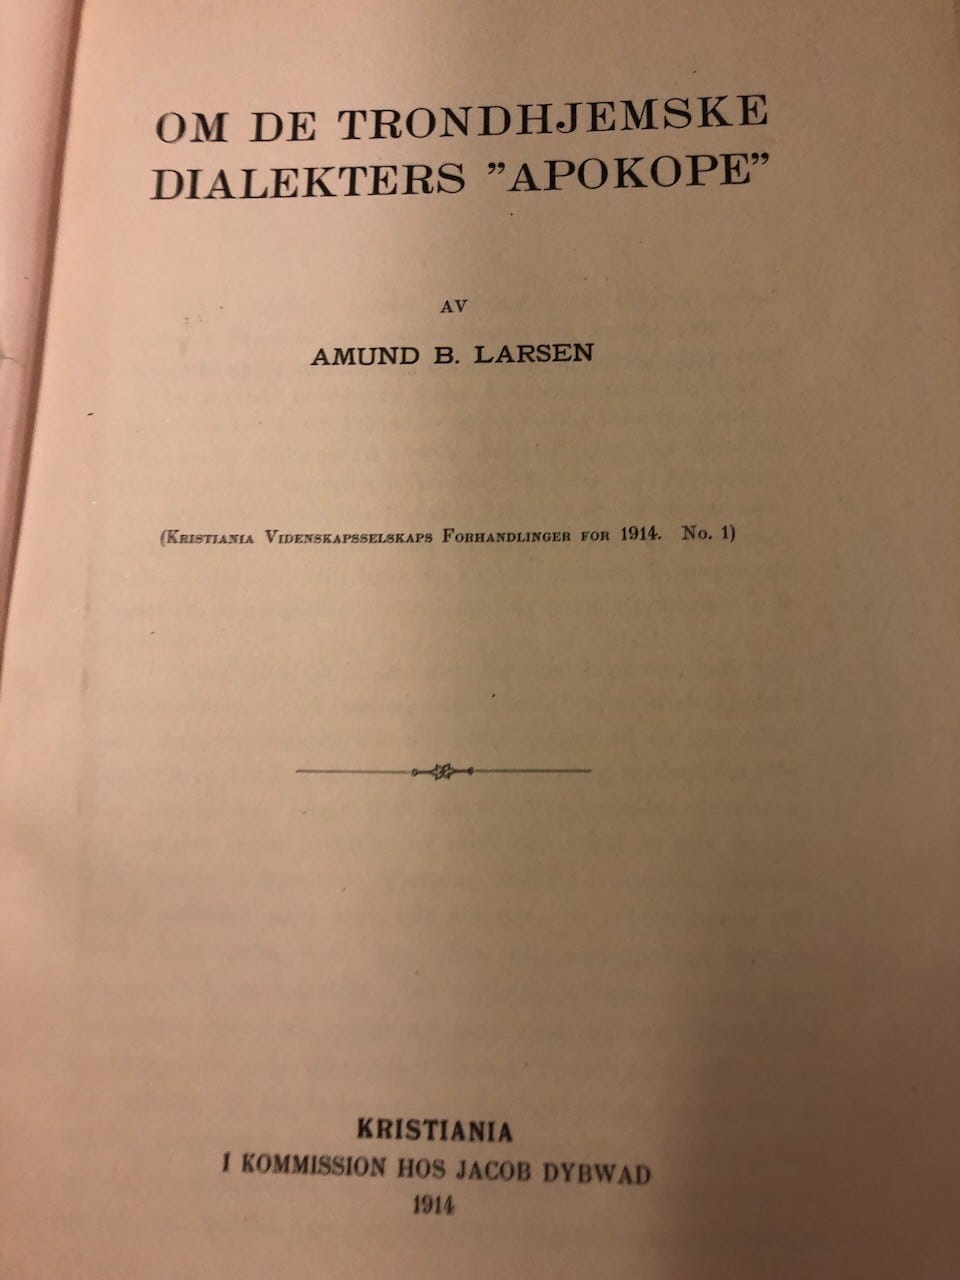 OM DE TRONDHJEMSKE
DIALEKTERS ”APOKOPE”
AV
AMUND B. LARSEN
(Kristiania Videnskapsselskaps Forhandlinger for 1914. No. 1)
KRISTIANIA
I KOMMISSION HOS JACOB DYBWAD
1914